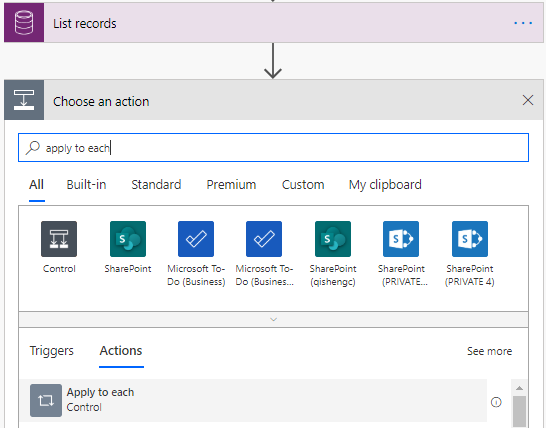 List records
Choose an action
apply to each
All Built-in Standard Premium Custom My clipboard
Control SharePoint Microsoft To-Do (Business) Microsoft To-Do (Busines... SharePoint (qishengc) SharePoint (PRIVATE... SharePoint (PRIVATE 4)
Triggers Actions See more
Apply to each
Control